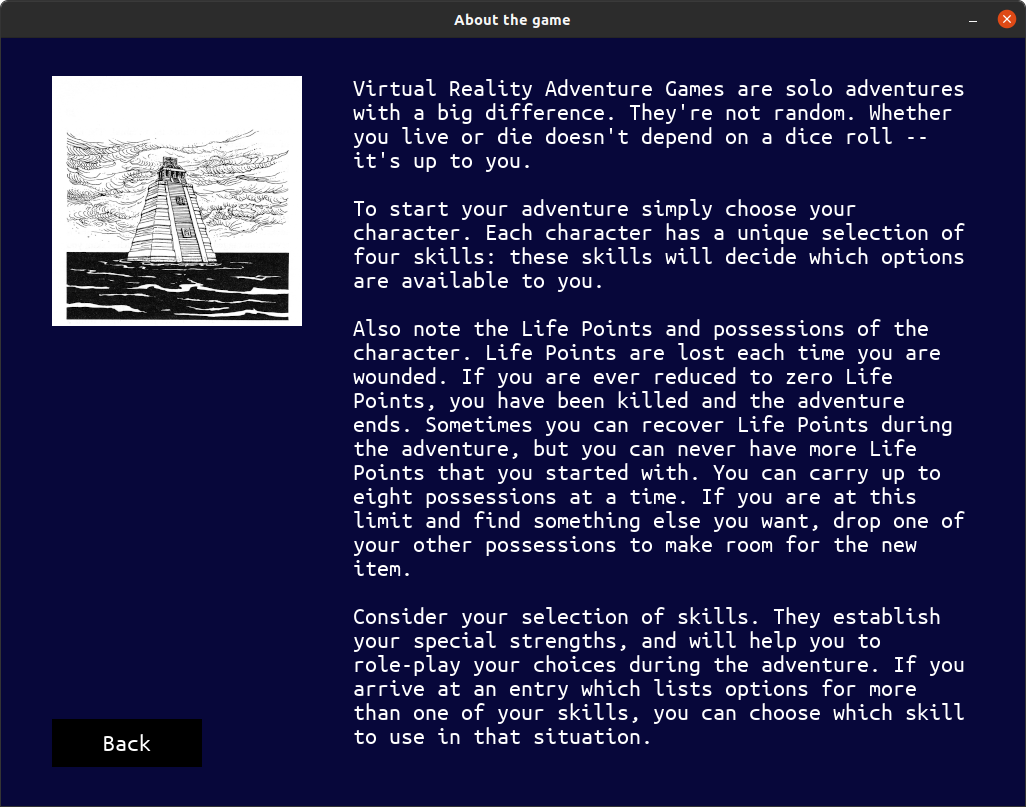 About the game
Virtual Reality Adventure Games are solo adventures
with a big difference. They're not random. Whether
you live or die doesn't depend on a dice roll --
it's up to you.
To start your adventure simply choose your
character. Each character has a unique selection of
four skills: these skills will decide which options
are available to you.
Also note the Life Points and possessions of the
character. Life Points are lost each time you are
wounded. If you are ever reduced to zero Life
Points, you have been killed and the adventure
ends. Sometimes you can recover Life Points during
the adventure, but you can never have more Life
Points that you started with. You can carry up to
eight possessions at a time. If you are at this
limit and find something else you want, drop one of
your other possessions to make room for the new
item.
Consider your selection of skills. They establish
your special strengths, and will help you to
role-play your choices during the adventure. If you
arrive at an entry which lists options for more
than one of your skills, you can choose which skill
to use in that situation.
Back